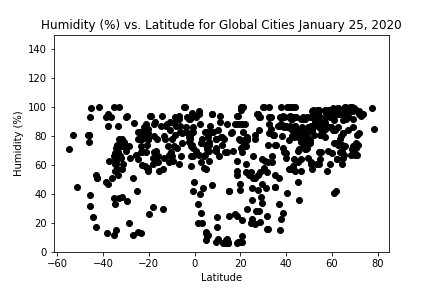 Humidity (%) vs. Latitude for Global Cities January 25, 2020
140
120
100
80
60
40
20
0
Humidity (%)
−60 −40 −20 0 20 40 60 80
Latitude